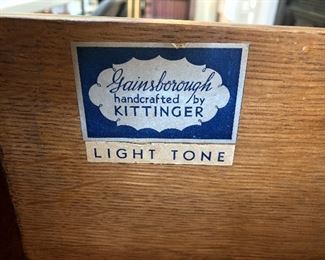 Gainsborough
handcrafted by
KITTINGER
LIGHT TONE